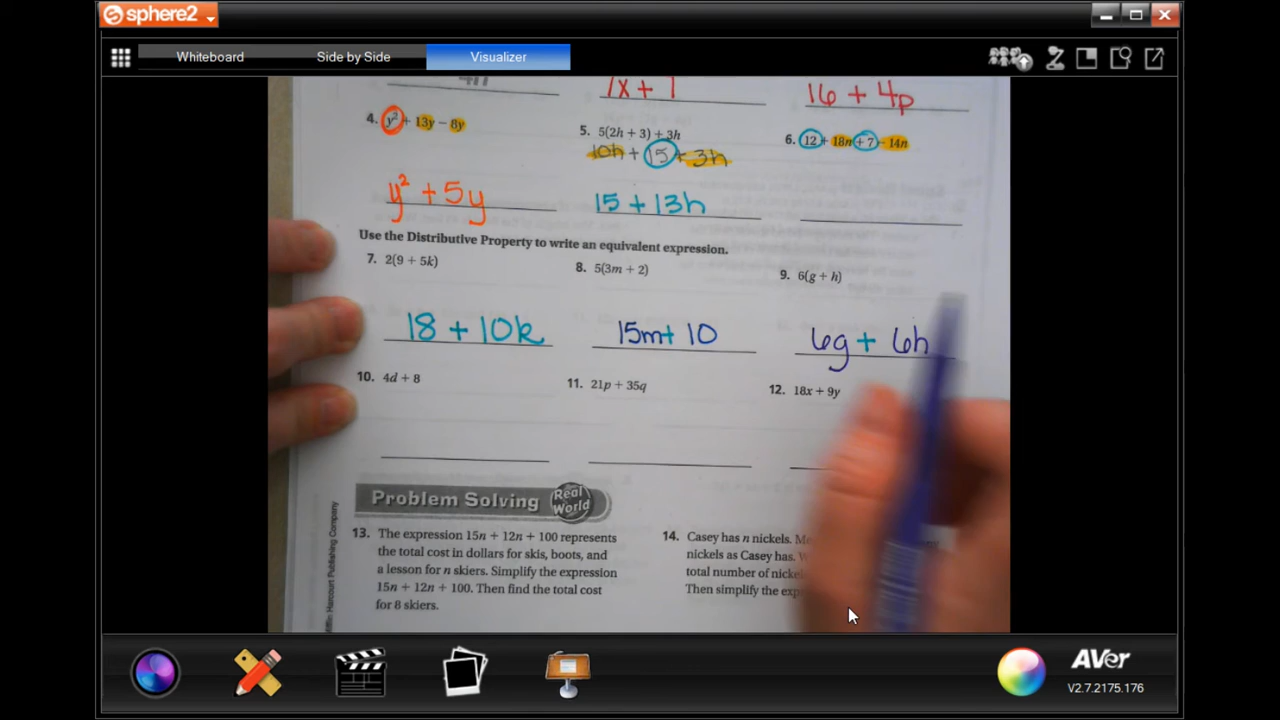 sphere2
Whiteboard Side by Side Visualizer
7x + 7 16 + 4p
4. y² + 13y − 8y 5. 5(2h + 3) + 3h 6. 12 + 18n + 7 − 14n
10h + 15 + 3h
y² + 5y 15 + 13h
Use the Distributive Property to write an equivalent expression.
7. 2(9 + 5k) 8. 5(3m + 2) 9. 6(g + h)
18 + 10k 15m+ 10 6g + 6h
10. 4d + 8 11. 21p + 35q 12. 18x + 9y
Problem Solving Real World
13. The expression 15n + 12n + 100 represents
the total cost in dollars for skis, boots, and
a lesson for n skiers. Simplify the expression
15n + 12n + 100. Then find the total cost
for 8 skiers.
14. Casey has n nickels.
nickels as Casey has.
total number of
Then simplify the
Harcourt Publishing Company
AVer
V2.7.2175.176